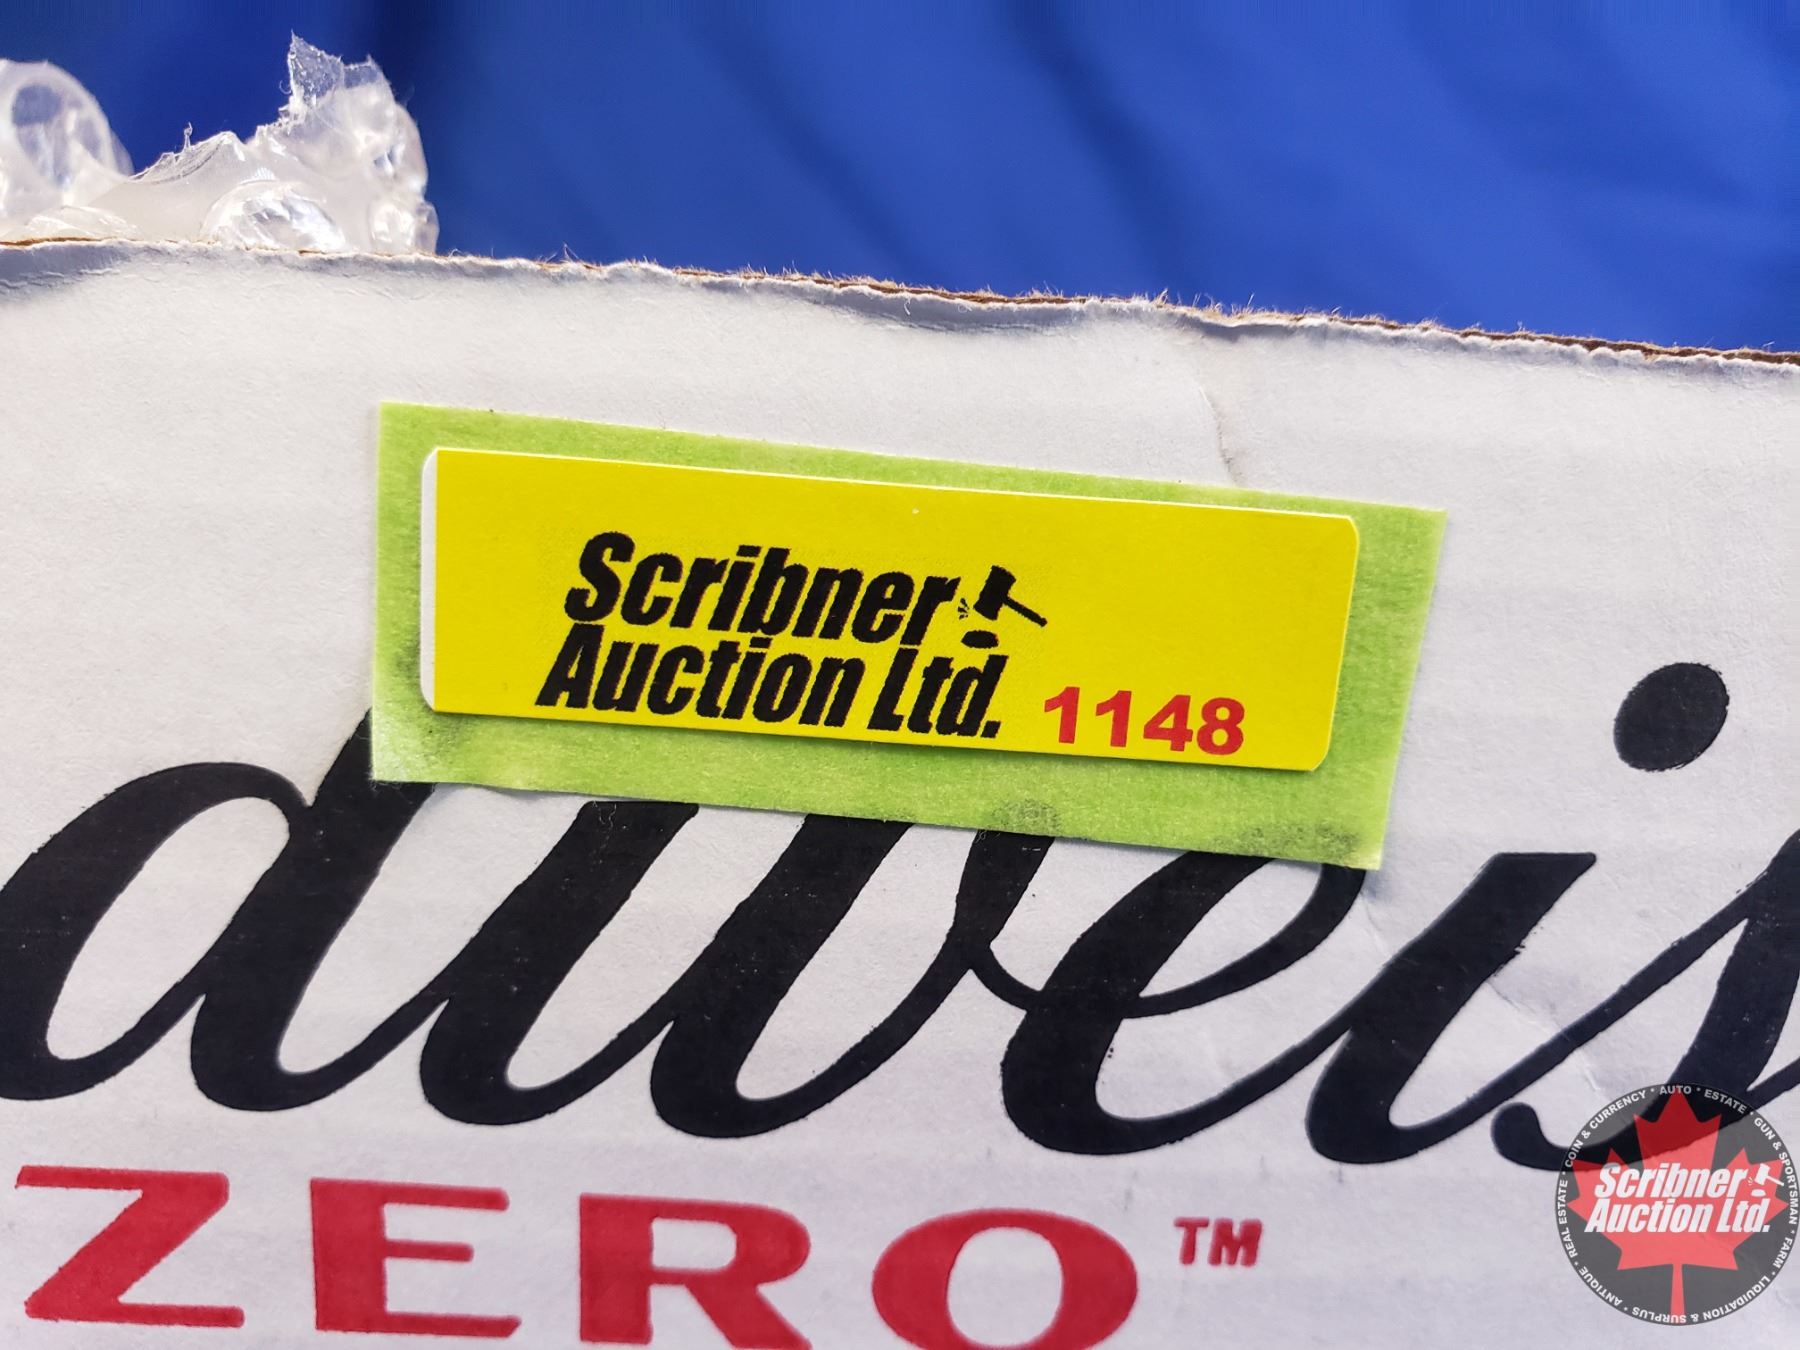 Scribner
Auction Ltd. 1148
dweis
ZERO™
COIN & CURRENCY • AUTO • ESTATE • GUN & SPORTSMAN • FARM • LIQUIDATION & SURPLUS • ANTIQUE • REAL ESTATE
Scribner
Auction Ltd.